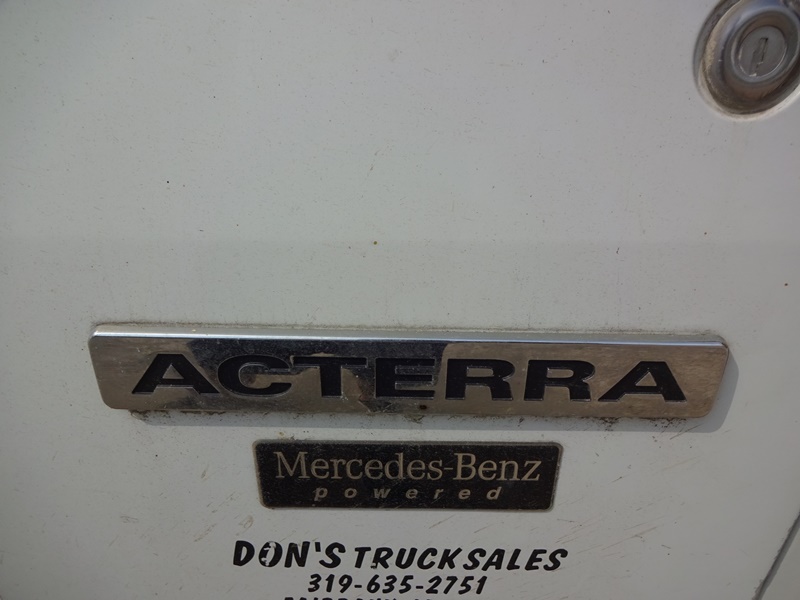 ACTERRA
Mercedes-Benz
powered
DON'S TRUCK SALES
319-635-2751